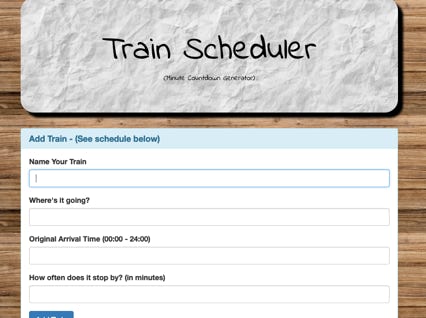 Train Scheduler
(Minute Countdown Generator)
Add Train - (See schedule below)
Name Your Train
Where's it going?
Original Arrival Time (00:00 - 24:00)
How often does it stop by? (in minutes)